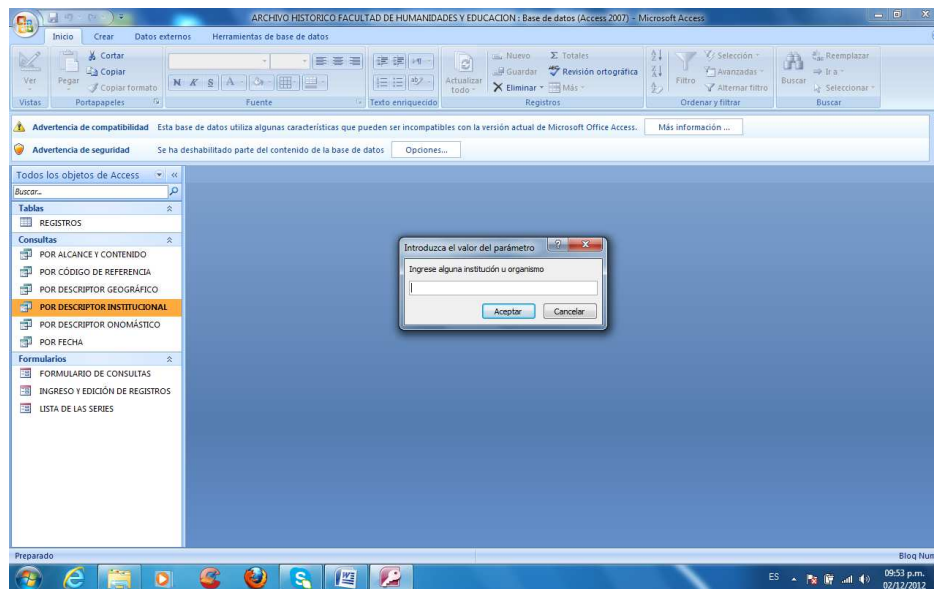 ARCHIVO HISTORICO FACULTAD DE HUMANIDADES Y EDUCACION : Base de datos (Access 2007) - Microsoft Access
Inicio Crear Datos externos Herramientas de base de datos
Ver
Vistas
Pegar
Cortar
Copiar
Copiar formato
Portapapeles
N K S A
Fuente
Texto enriquecido
Actualizar todo
Nuevo
Guardar
Eliminar
Totales
Revisión ortográfica
Más
Registros
Filtro
Selección
Avanzadas
Alternar filtro
Ordenar y filtrar
Buscar
Reemplazar
Ir a
Seleccionar
Buscar
Advertencia de compatibilidad Esta base de datos utiliza algunas características que pueden ser incompatibles con la versión actual de Microsoft Office Access. Más información ...
Advertencia de seguridad Se ha deshabilitado parte del contenido de la base de datos Opciones...
Todos los objetos de Access
Buscar...
Tablas
REGISTROS
Consultas
POR ALCANCE Y CONTENIDO
POR CÓDIGO DE REFERENCIA
POR DESCRIPTOR GEOGRÁFICO
POR DESCRIPTOR INSTITUCIONAL
POR DESCRIPTOR ONOMÁSTICO
POR FECHA
Formularios
FORMULARIO DE CONSULTAS
INGRESO Y EDICIÓN DE REGISTROS
LISTA DE LAS SERIES
Introduzca el valor del parámetro
Ingrese alguna institución u organismo
Aceptar Cancelar
Preparado Bloq Num
ES 09:53 p.m.
02/12/2012